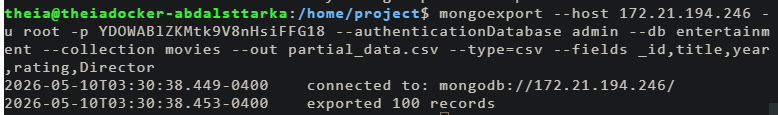 theia@theiadocker-abdalsttarka:/home/project$ mongoexport --host 172.21.194.246 -
u root -p YDOWABlZKMtk9V8nHsiFFG18 --authenticationDatabase admin --db entertainm
ent --collection movies --out partial_data.csv --type=csv --fields _id,title,year
,rating,Director
2026-05-10T03:30:38.449-0400    connected to: mongodb://172.21.194.246/
2026-05-10T03:30:38.453-0400    exported 100 records